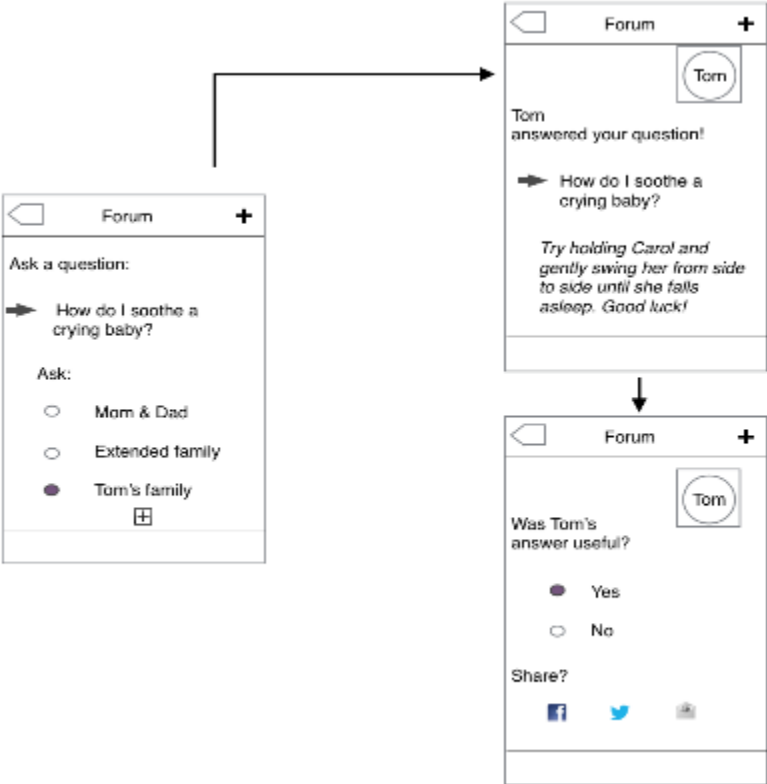 Forum +
Ask a question:
How do I soothe a
crying baby?
Ask:
Mom & Dad
Extended family
Tom's family
Forum +
Tom
Tom
answered your question!
How do I soothe a
crying baby?
Try holding Carol and
gently swing her from side
to side until she falls
asleep. Good luck!
Forum +
Tom
Was Tom's
answer useful?
Yes
No
Share?